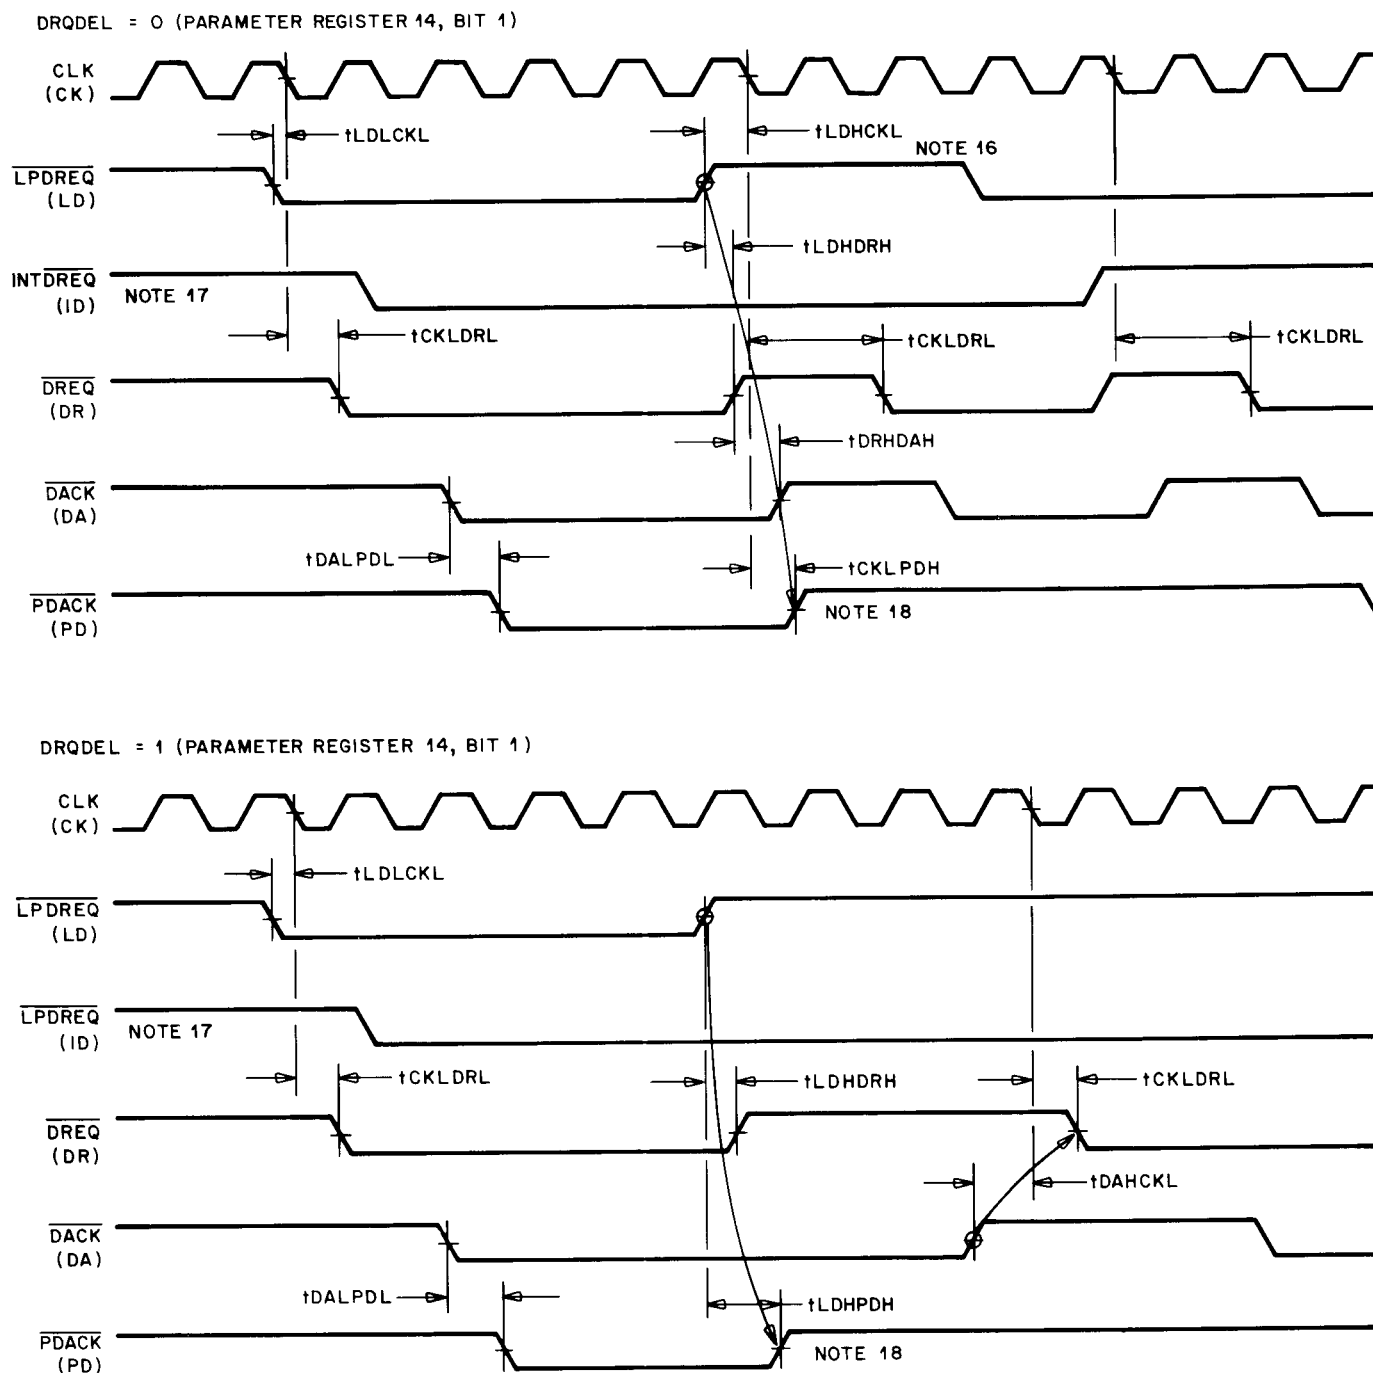 DRQDEL = 0 (PARAMETER REGISTER 14, BIT 1)
CLK
(CK)
tLDLCKL
tLDHCKL
NOTE 16
LPDREQ
(LD)
tLDHDRH
INTDREQ
(ID)
NOTE 17
tCKLDRL
tCKLDRL
tCKLDRL
DREQ
(DR)
tDRHDAH
DACK
(DA)
tDALPDL
tCKLPDH
PDACK
(PD)
NOTE 18
DRQDEL = 1 (PARAMETER REGISTER 14, BIT 1)
CLK
(CK)
tLDLCKL
LPDREQ
(LD)
LPDREQ
(ID)
NOTE 17
tCKLDRL
tLDHDRH
tCKLDRL
DREQ
(DR)
tDAHCKL
DACK
(DA)
tDALPDL
tLDHPDH
PDACK
(PD)
NOTE 18